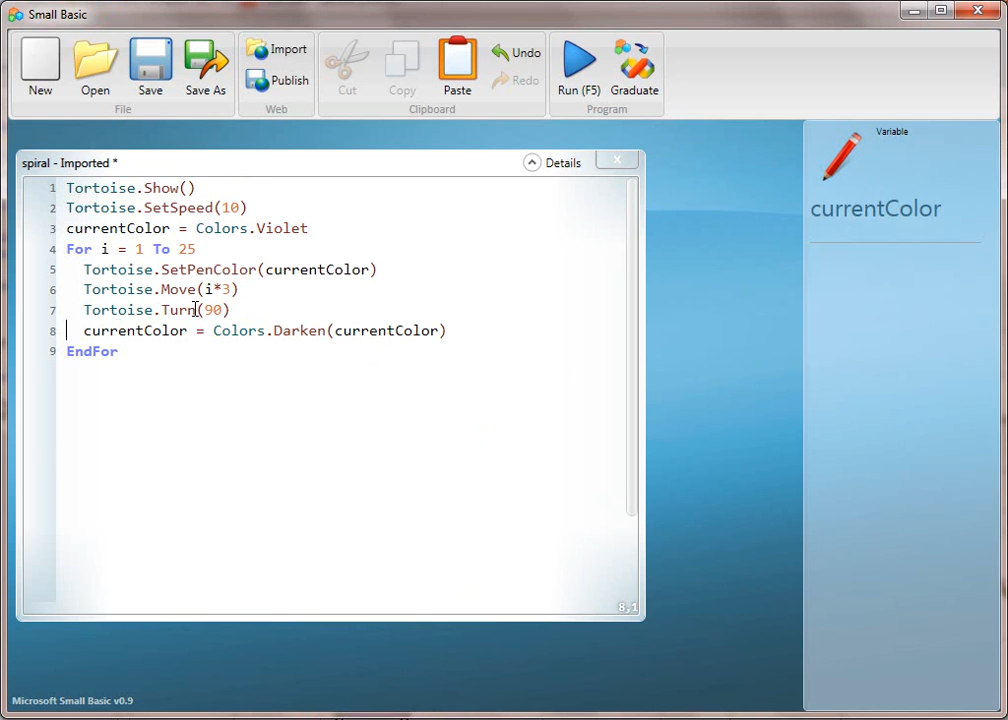 Small Basic
New
Open
Save
Save As
File
Import
Publish
Web
Cut
Copy
Paste
Undo
Redo
Clipboard
Run (F5)
Graduate
Program
spiral - Imported *
Details
1 Tortoise.Show()
2 Tortoise.SetSpeed(10)
3 currentColor = Colors.Violet
4 For i = 1 To 25
5 Tortoise.SetPenColor(currentColor)
6 Tortoise.Move(i*3)
7 Tortoise.Turn(90)
8 currentColor = Colors.Darken(currentColor)
9 EndFor
8,1
Variable
currentColor
Microsoft Small Basic v0.9